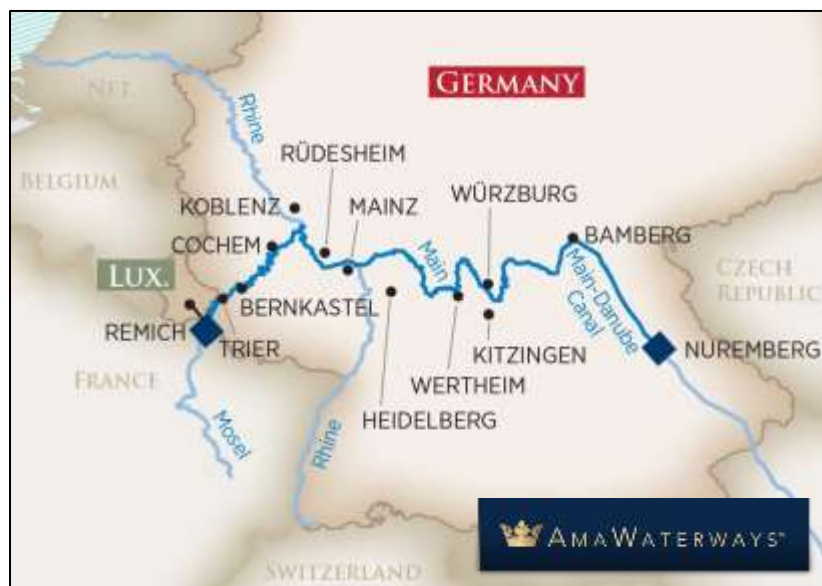 GERMANY
NET.
Rhine
BELGIUM
RÜDESHEIM
KOBLENZ
MAINZ
WÜRZBURG
COCHEM
Main
BAMBERG
LUX.
CZECH
REPUBLIC
BERNKASTEL
Main-Danube
Canal
REMICH
TRIER
KITZINGEN
NUREMBERG
FRANCE
WERTHEIM
HEIDELBERG
Mosel
Rhine
AMAWATERWAYS™
SWITZERLAND